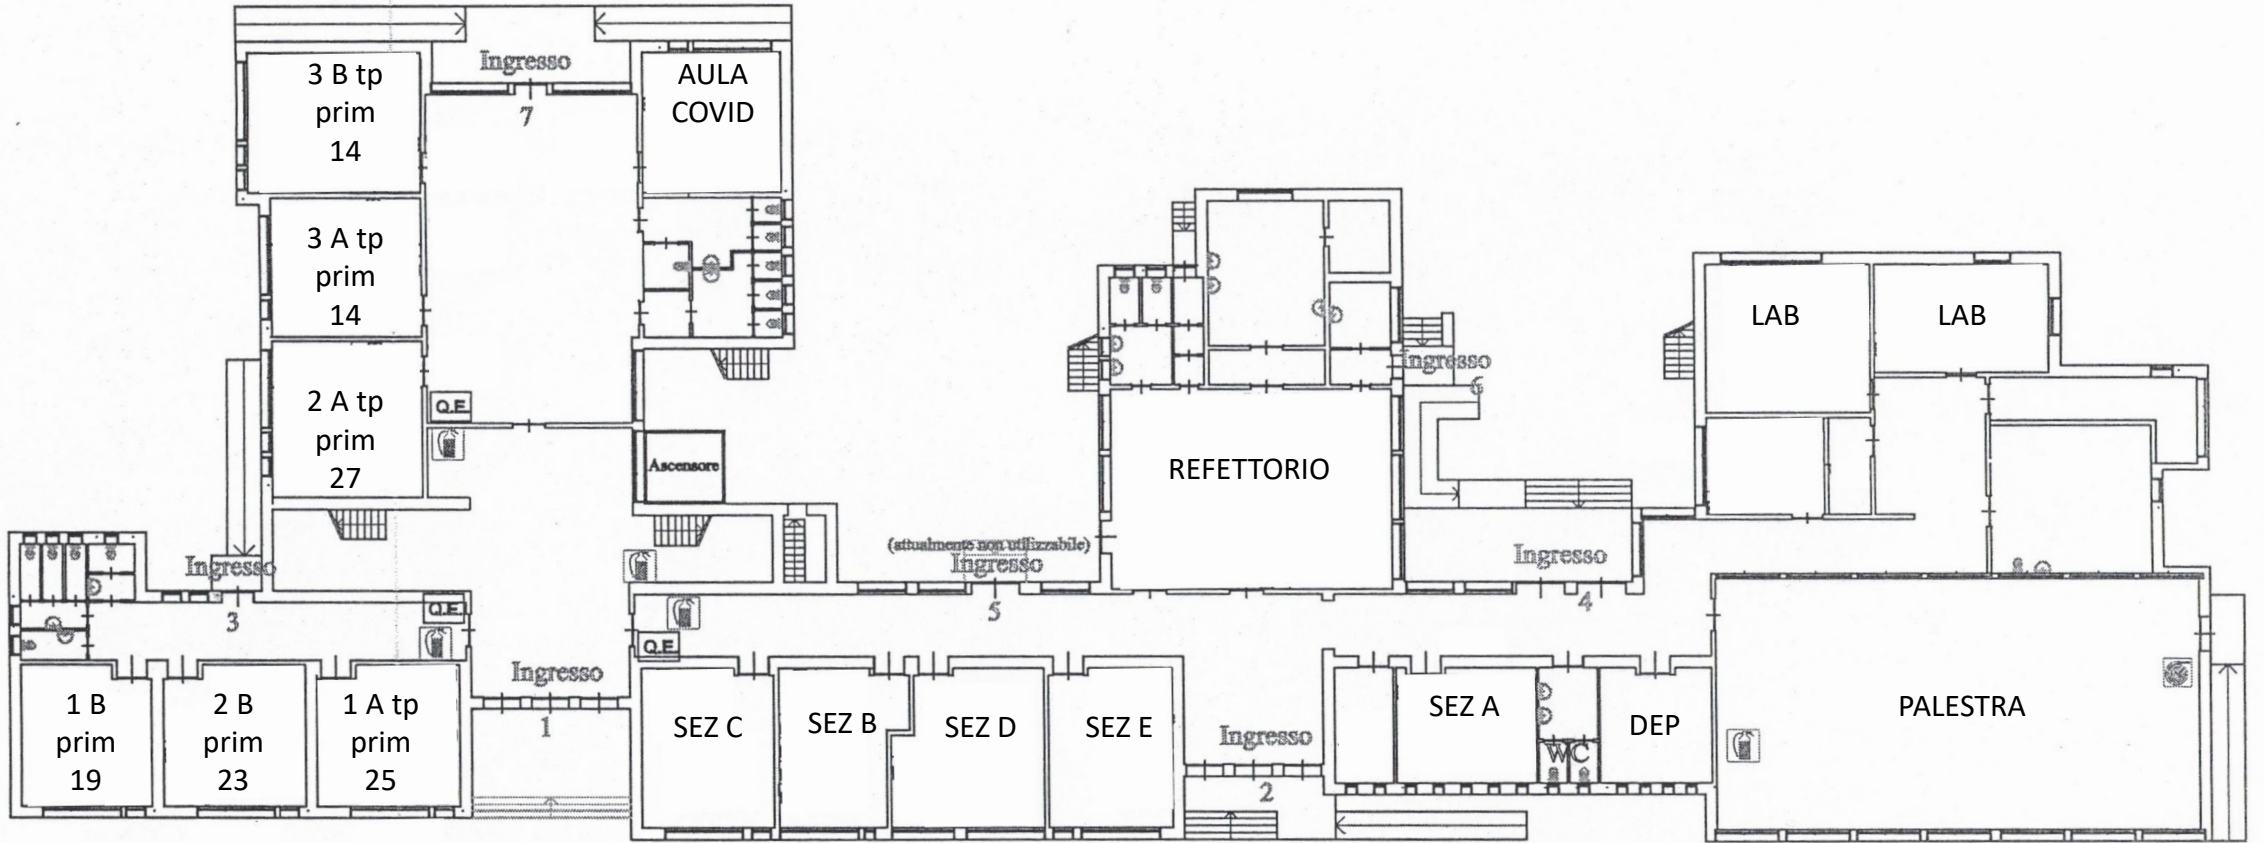 3 B tp
prim
14
Ingresso
7
AULA
COVID
3 A tp
prim
14
2 A tp
prim
27
Q.E
Ascensore
Ingresso
6
REFETTORIO
LAB
LAB
Ingresso
3
Q.E
(attualmente non utilizzabile)
Ingresso
5
Ingresso
4
Q.E
Ingresso
1
1 B
prim
19
2 B
prim
23
1 A tp
prim
25
SEZ C
SEZ B
SEZ D
SEZ E
Ingresso
2
SEZ A
WC
DEP
PALESTRA